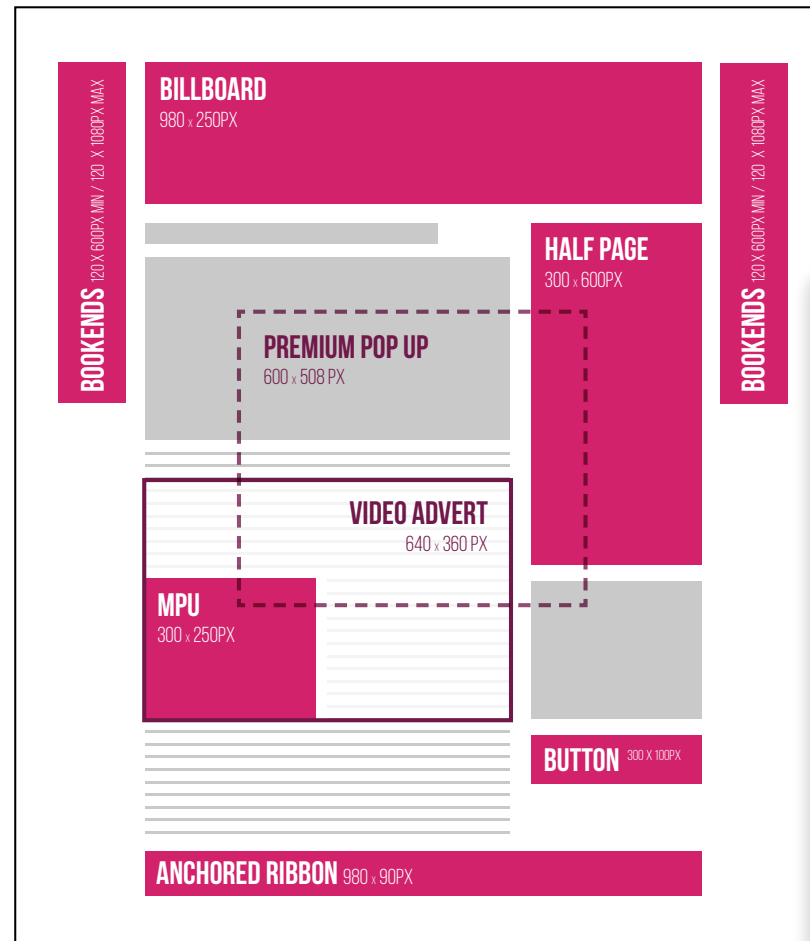 BOOKENDS 120 X 600PX MIN / 120 X 1080PX MAX
BILLBOARD
980 x 250PX
BOOKENDS 120 X 600PX MIN / 120 X 1080PX MAX
HALF PAGE
300 x 600PX
PREMIUM POP UP
600 x 508 PX
VIDEO ADVERT
640 x 360 PX
MPU
300 x 250PX
BUTTON 300 X 100PX
ANCHORED RIBBON 980 x 90PX